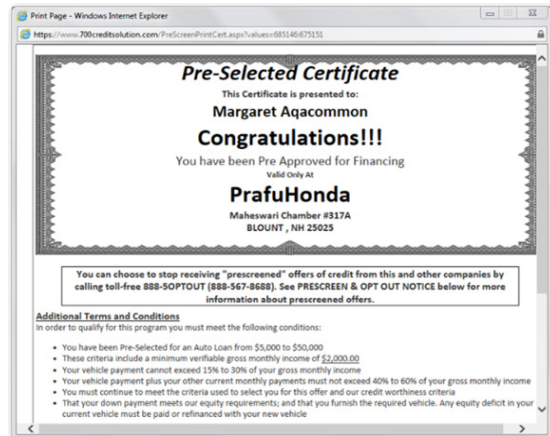 Print Page - Windows Internet Explorer
https://www.700creditsolution.com/PreScreenPrintCert.aspx?values=685146:675151
Pre-Selected Certificate
This Certificate is presented to:
Margaret Aqacommon
Congratulations!!!
You have been Pre Approved for Financing
Valid Only At
PrafuHonda
Maheswari Chamber #317A
BLOUNT , NH 25025
You can choose to stop receiving "prescreened" offers of credit from this and other companies by
calling toll-free 888-5OPTOUT (888-567-8688). See PRESCREEN & OPT OUT NOTICE below for more
information about prescreened offers.
Additional Terms and Conditions
In order to qualify for this program you must meet the following conditions:
• You have been Pre-Selected for an Auto Loan from $5,000 to $50,000
• These criteria include a minimum verifiable gross monthly income of $2,000.00
• Your vehicle payment cannot exceed 15% to 30% of your gross monthly income
• Your vehicle payment plus your other current monthly payments must not exceed 40% to 60% of your gross monthly income
• You must continue to meet the criteria used to select you for this offer and our credit worthiness criteria
• That your down payment meets our equity requirements; and that you furnish the required vehicle. Any equity deficit in your
current vehicle must be paid or refinanced with your new vehicle